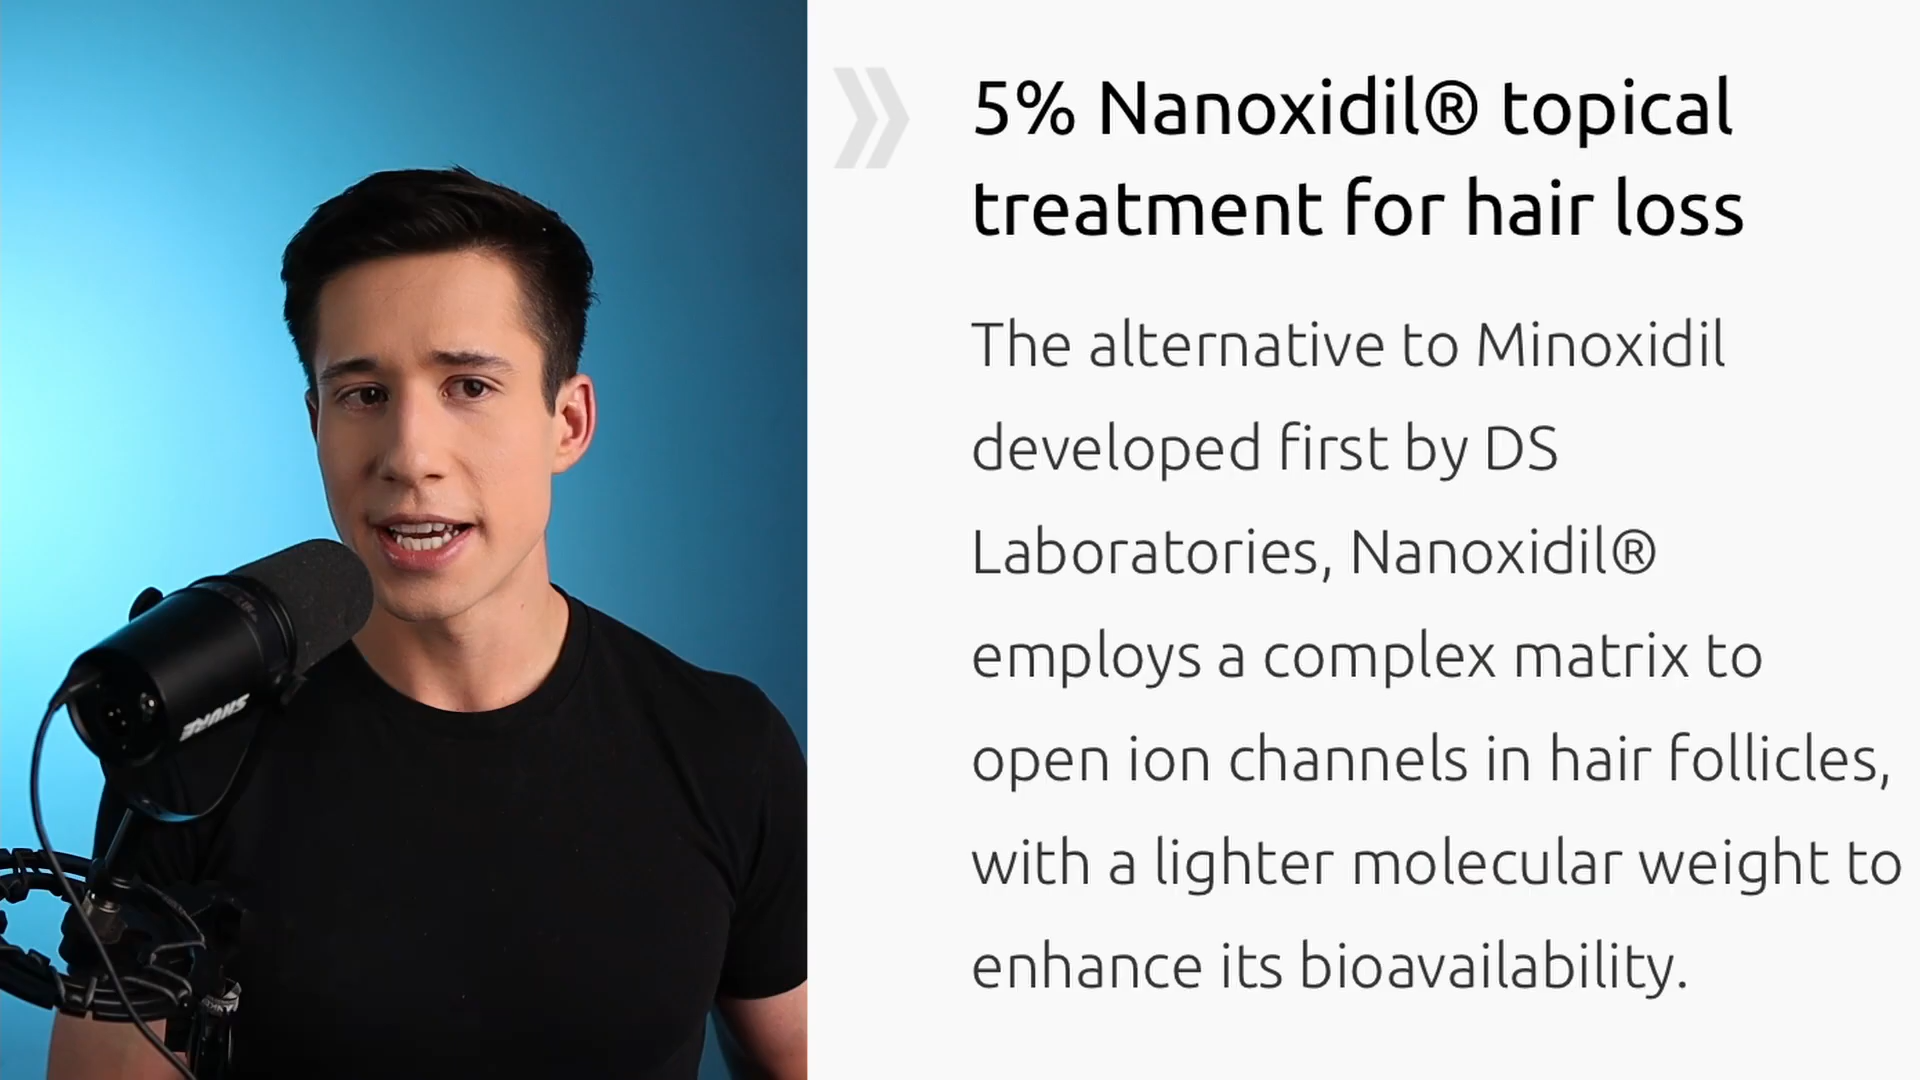 5% Nanoxidil® topical
treatment for hair loss
The alternative to Minoxidil
developed first by DS
Laboratories, Nanoxidil®
employs a complex matrix to
open ion channels in hair follicles,
with a lighter molecular weight to
enhance its bioavailability.
SHURE